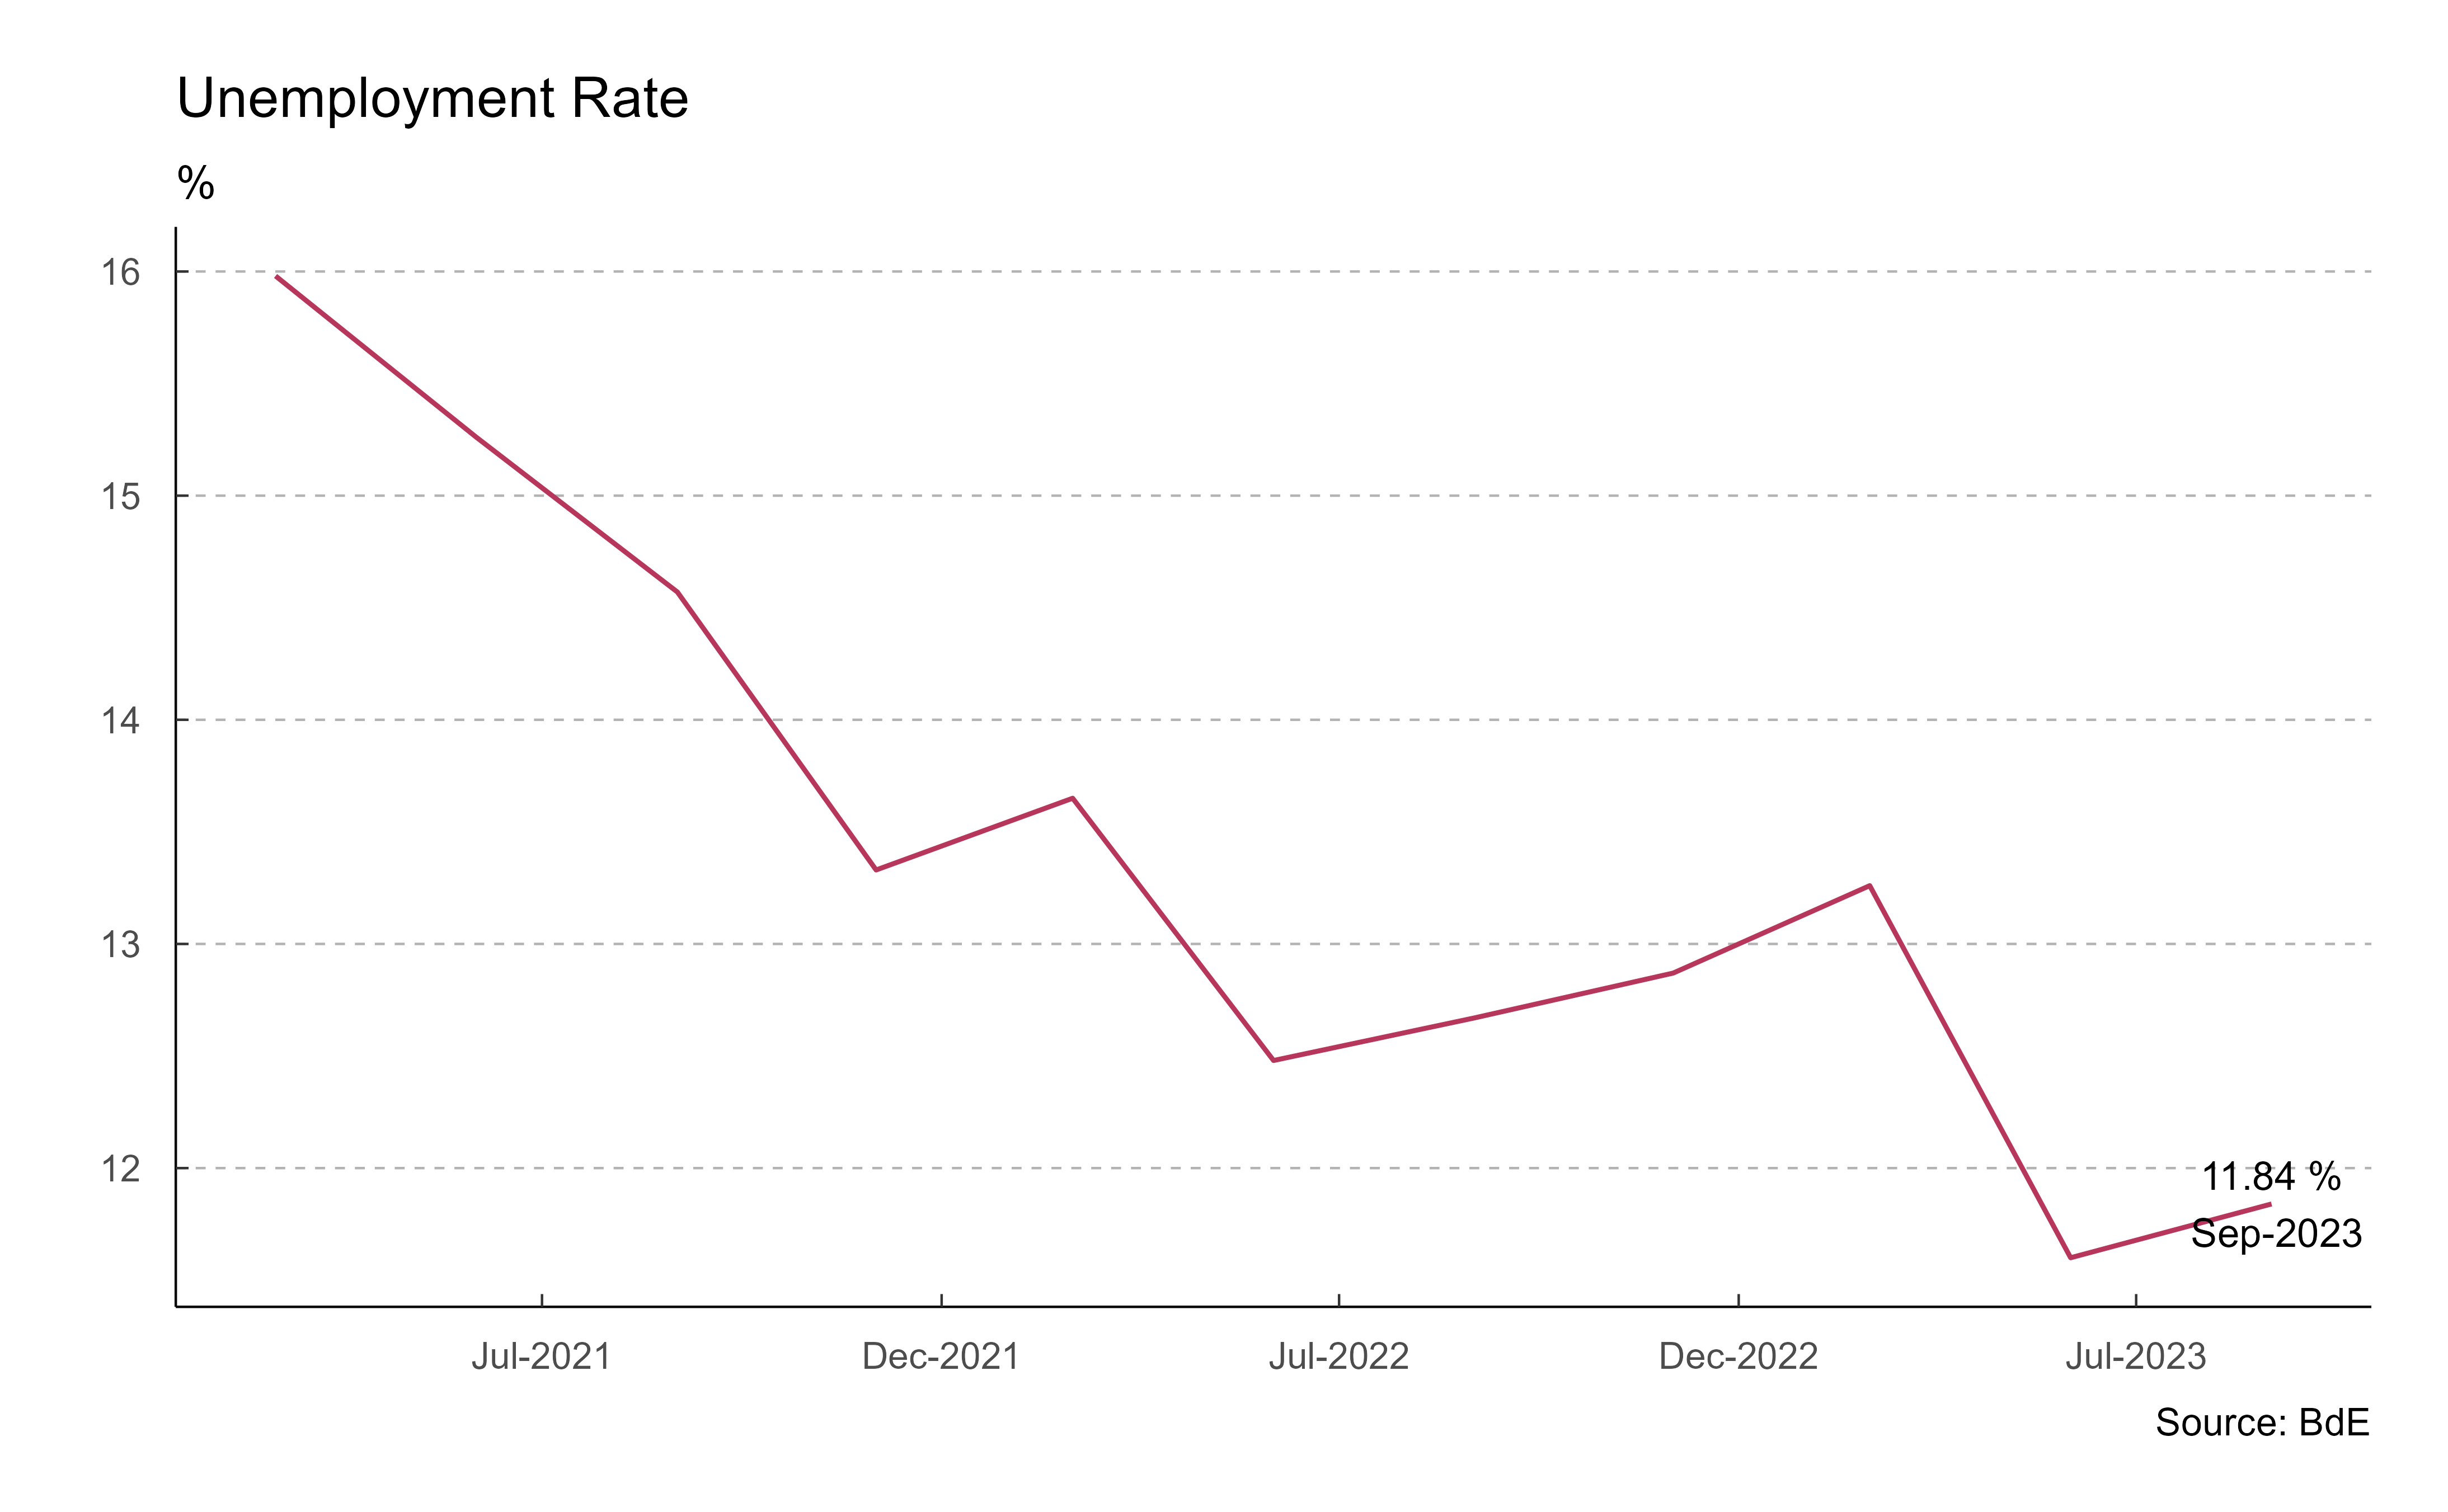 Unemployment Rate
%
16
15
14
13
12
11.84 %
Sep-2023
Jul-2021
Dec-2021
Jul-2022
Dec-2022
Jul-2023
Source: BdE